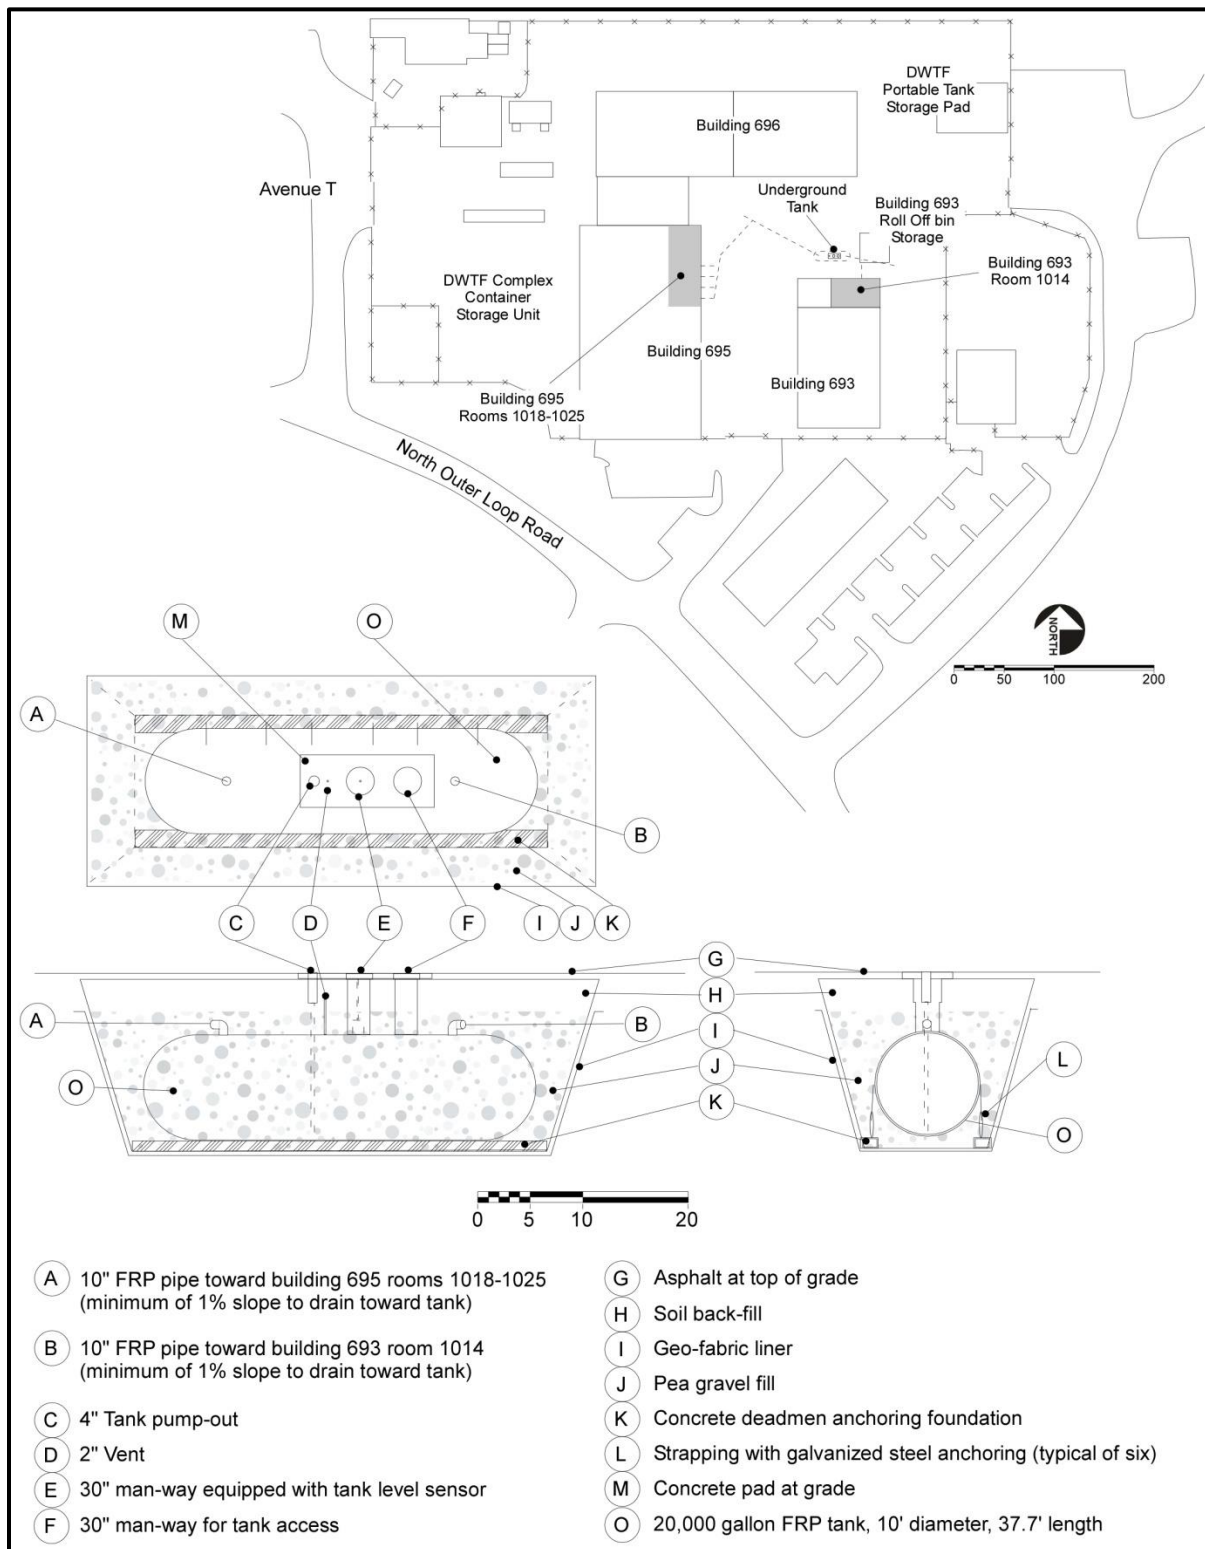 DWTF
Portable Tank
Storage Pad
Building 696
Avenue T
Underground
Tank
Building 693
Roll Off bin
Storage
Building 693
Room 1014
DWTF Complex
Container
Storage Unit
Building 695
Building 693
Building 695
Rooms 1018-1025
North Outer Loop Road
NORTH
0 50 100 200
M
O
A
B
C
D
E
F
I
J
K
G
H
A
B
I
O
J
L
K
O
0 5 10 20
A 10" FRP pipe toward building 695 rooms 1018-1025
(minimum of 1% slope to drain toward tank)
B 10" FRP pipe toward building 693 room 1014
(minimum of 1% slope to drain toward tank)
C 4" Tank pump-out
D 2" Vent
E 30" man-way equipped with tank level sensor
F 30" man-way for tank access
G Asphalt at top of grade
H Soil back-fill
I Geo-fabric liner
J Pea gravel fill
K Concrete deadmen anchoring foundation
L Strapping with galvanized steel anchoring (typical of six)
M Concrete pad at grade
O 20,000 gallon FRP tank, 10' diameter, 37.7' length